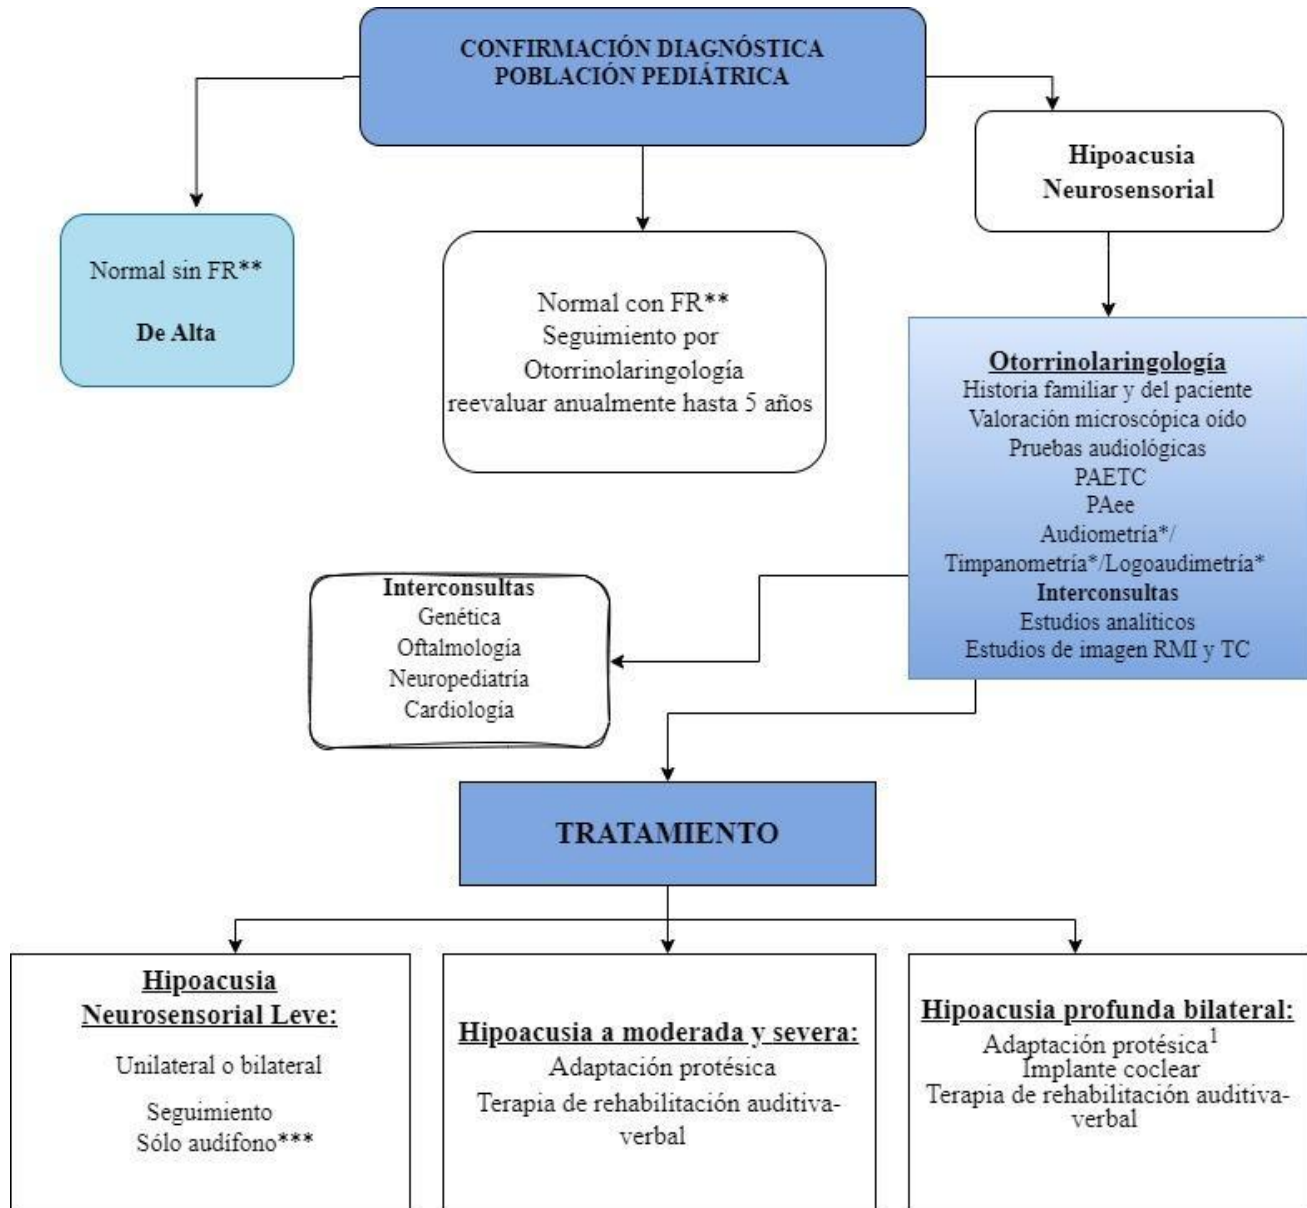 CONFIRMACIÓN DIAGNÓSTICA
POBLACIÓN PEDIÁTRICA
Hipoacusia
Neurosensorial
Normal sin FR**
De Alta
Normal con FR**
Seguimiento por
Otorrinolaringología
reevaluar anualmente hasta 5 años
Otorrinolaringología
Historia familiar y del paciente
Valoración microscópica oído
Pruebas audiológicas
PAETC
PAee
Audiometría*/
Timpanometría*/Logoaudimetría*
Interconsultas
Estudios analíticos
Estudios de imagen RMI y TC
Interconsultas
Genética
Oftalmología
Neuropediatría
Cardiología
TRATAMIENTO
Hipoacusia
Neurosensorial Leve:
Unilateral o bilateral
Seguimiento
Sólo audífono***
Hipoacusia a moderada y severa:
Adaptación protésica
Terapia de rehabilitación auditiva-
verbal
Hipoacusia profunda bilateral:
Adaptación protésica¹
Implante coclear
Terapia de rehabilitación auditiva-
verbal